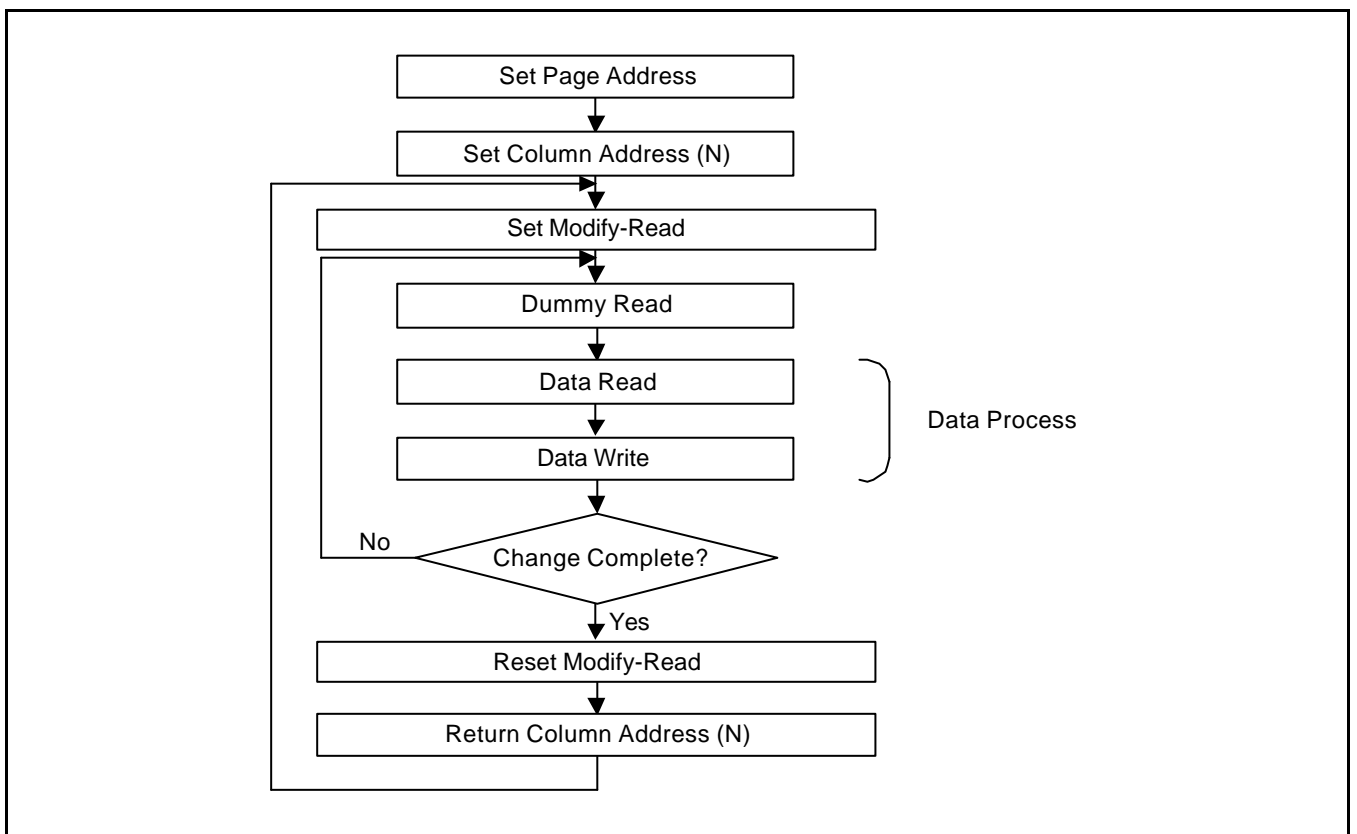 Set Page Address
Set Column Address (N)
Set Modify-Read
Dummy Read
Data Read
Data Process
Data Write
No
Change Complete?
Yes
Reset Modify-Read
Return Column Address (N)